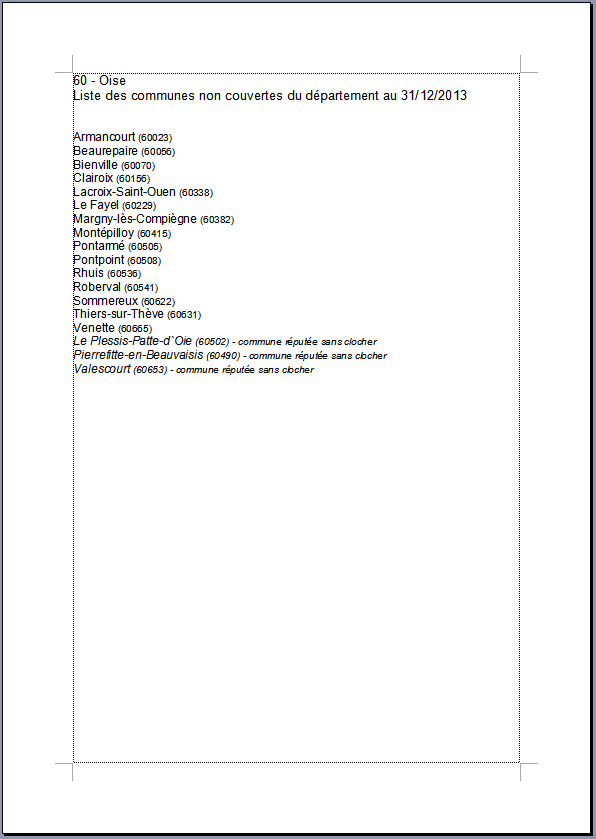 60 - Oise
Liste des communes non couvertes du département au 31/12/2013
Armancourt (60023)
Beaurepaire (60056)
Bienville (60070)
Clairoix (60156)
Lacroix-Saint-Ouen (60338)
Le Fayel (60229)
Margny-lès-Compiègne (60382)
Montépilloy (60415)
Pontarmé (60505)
Pontpoint (60508)
Rhuis (60536)
Roberval (60541)
Sommereux (60622)
Thiers-sur-Thève (60631)
Venette (60665)
Le Plessis-Patte-d`Oie (60502) - commune réputée sans clocher
Pierrefitte-en-Beauvaisis (60490) - commune réputée sans clocher
Valescourt (60653) - commune réputée sans clocher